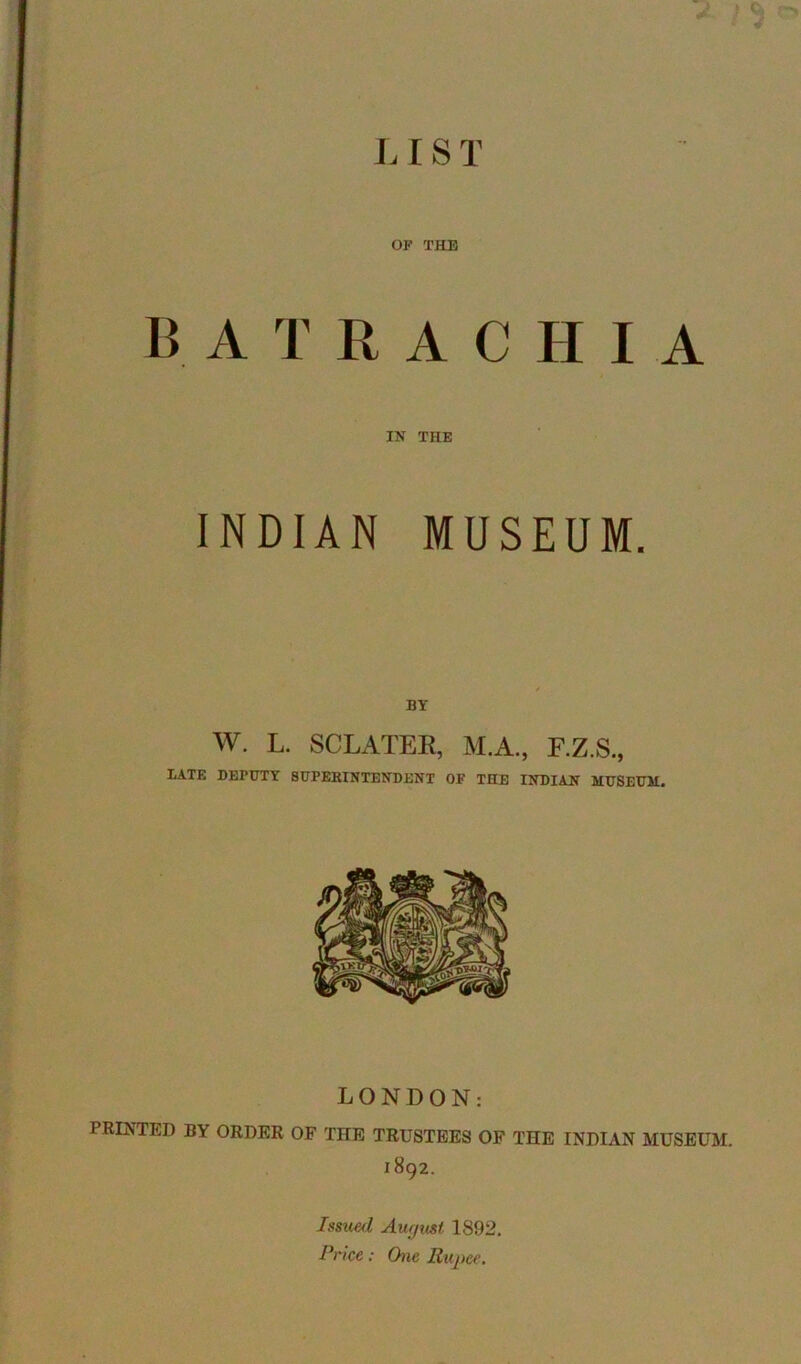 LIST
OF THE
BATRACHIA
IN THE
INDIAN MUSEUM.
BY
W. L. SCLATER, M.A., F.Z.S.,
LATE DEPUTY SUPERINTENDENT OF THE INDIAN MUSEUM.
LONDON:
PRINTED BY ORDER OF THE TRUSTEES OF THE INDIAN MUSEUM.
1892.
Issued August 1892.
Price: One Rupee.